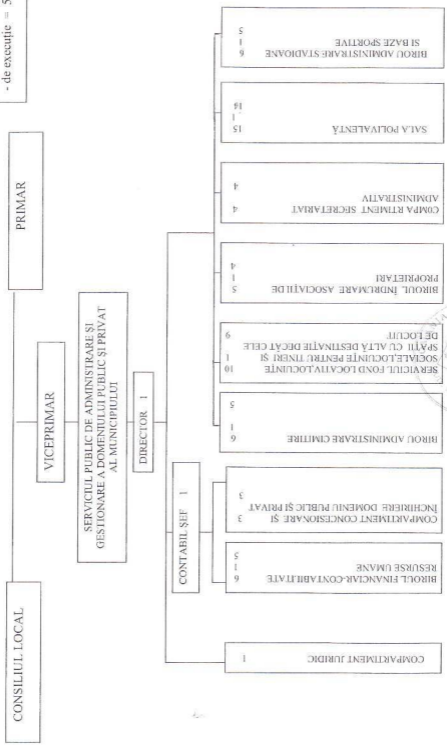 - de execuție = 5
CONSILIUL LOCAL
PRIMAR
VICEPRIMAR
SERVICIUL PUBLIC DE ADMINISTRARE ȘI
GESTIONARE A DOMENIULUI PUBLIC ȘI PRIVAT
AL MUNICIPIULUI
DIRECTOR 1
CONTABIL ȘEF 1
COMPARTIMENT JURIDIC 1
BIROUL FINANCIAR-CONTABILITATE 6
RESURSE UMANE 1
5
COMPARTIMENT CONCESIONARE ȘI 3
ÎNCHIRIERE DOMENIU PUBLIC ȘI PRIVAT
3
BIROU ADMINISTRARE CIMITIRE 6
1
5
SERVICIUL FOND LOCATIV,LOCUINȚE 10
SOCIALE,LOCUINȚE PENTRU TINERI ȘI 1
SPAȚII CU ALTĂ DESTINAȚIE DECÂT CELE
DE LOCUIT 9
BIROUL ÎNDRUMARE ASOCIAȚII DE 5
PROPRIETARI 1
4
COMPARTIMENT SECRETARIAT 4
ADMINISTRATIV
4
SALA POLIVALENTĂ 15
1
14
BIROU ADMINISTRARE STADIOANE 6
SI BAZE SPORTIVE 1
5